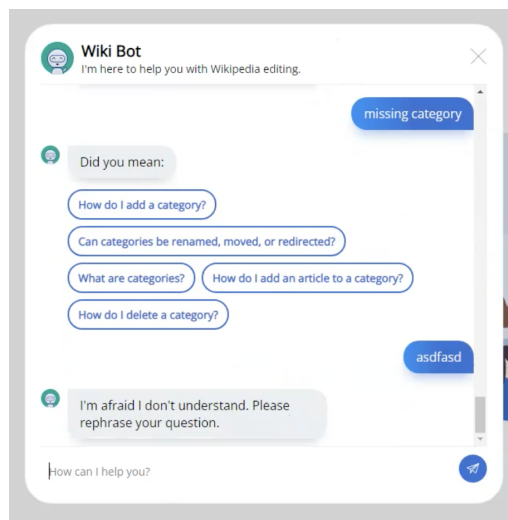 Wiki Bot
I'm here to help you with Wikipedia editing.
missing category
Did you mean:
How do I add a category?
Can categories be renamed, moved, or redirected?
What are categories?
How do I add an article to a category?
How do I delete a category?
asdfasd
I'm afraid I don't understand. Please
rephrase your question.
How can I help you?